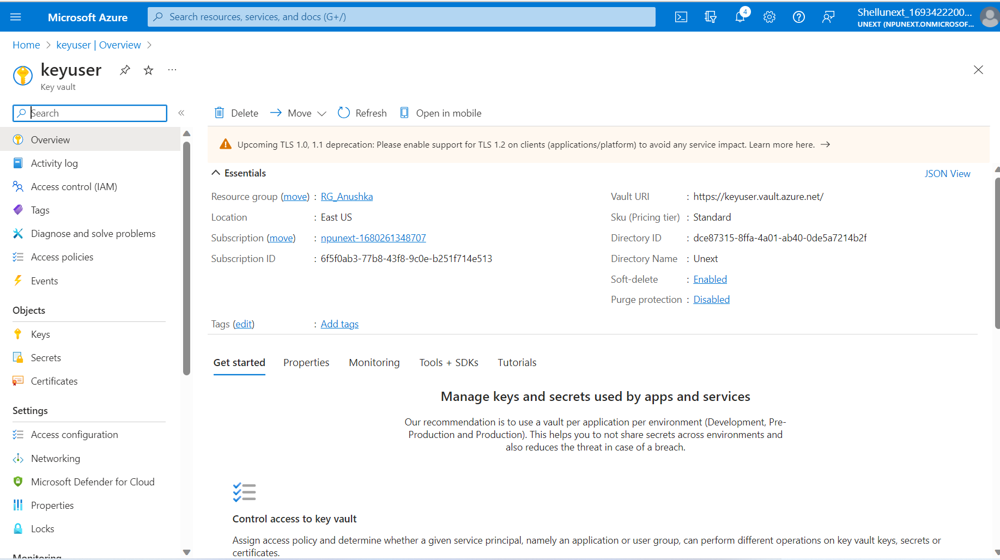 Microsoft Azure
Search resources, services, and docs (G+/)
4
Shellunext_1693422200...
UNEXT (NPUNEXT.ONMICROSOF...
Home > keyuser | Overview >
keyuser
...
Key vault
Search
«
Overview
Activity log
Access control (IAM)
Tags
Diagnose and solve problems
Access policies
Events
Objects
Keys
Secrets
Certificates
Settings
Access configuration
Networking
Microsoft Defender for Cloud
Properties
Locks
Monitoring
Delete
Move
Refresh
Open in mobile
Upcoming TLS 1.0, 1.1 deprecation: Please enable support for TLS 1.2 on clients (applications/platform) to avoid any service impact. Learn more here. →
Essentials
JSON View
Resource group (move) : RG_Anushka
Location : East US
Subscription (move) : npunext-1680261348707
Subscription ID : 6f5f0ab3-77b8-43f8-9c0e-b251f714e513
Vault URI : https://keyuser.vault.azure.net/
Sku (Pricing tier) : Standard
Directory ID : dce87315-8ffa-4a01-ab40-0de5a7214b2f
Directory Name : Unext
Soft-delete : Enabled
Purge protection : Disabled
Tags (edit) : Add tags
Get started
Properties
Monitoring
Tools + SDKs
Tutorials
Manage keys and secrets used by apps and services
Our recommendation is to use a vault per application per environment (Development, Pre-
Production and Production). This helps you to not share secrets across environments and
also reduces the threat in case of a breach.
Control access to key vault
Assign access policy and determine whether a given service principal, namely an application or user group, can perform different operations on key vault keys, secrets or
certificates.